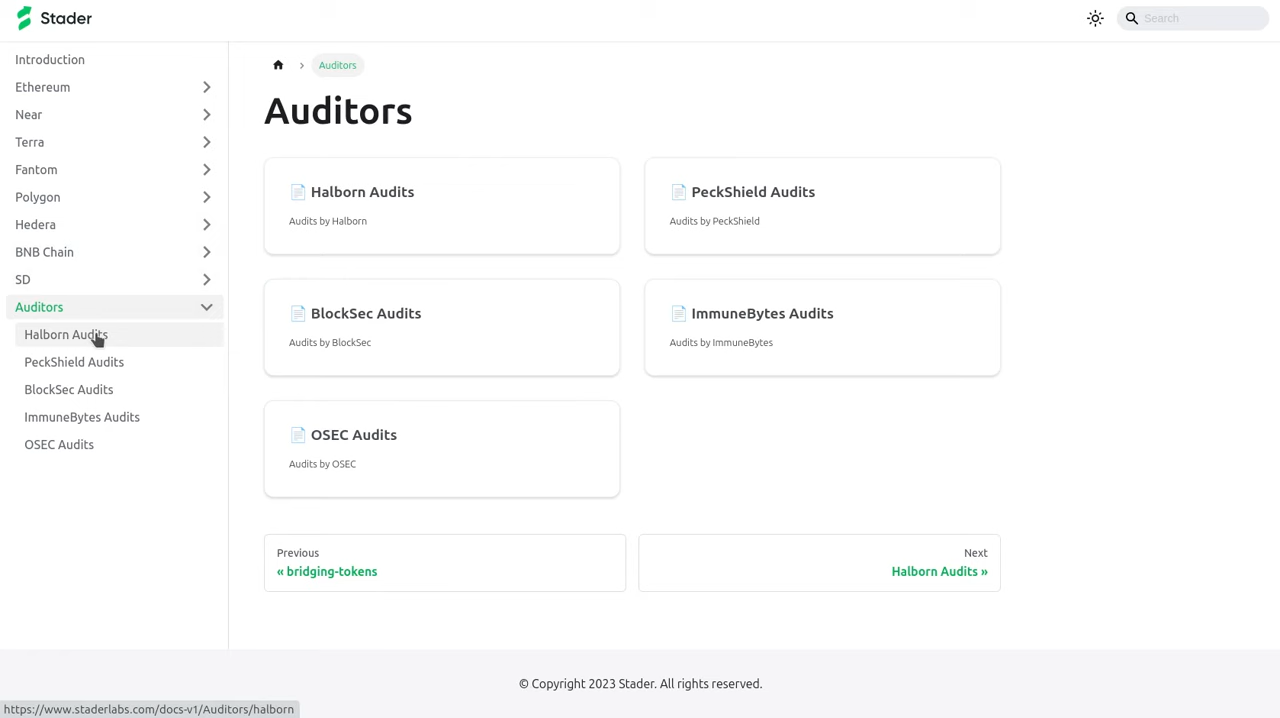 Stader
Search
Introduction
Ethereum
Near
Terra
Fantom
Polygon
Hedera
BNB Chain
SD
Auditors
Halborn Audits
PeckShield Audits
BlockSec Audits
ImmuneBytes Audits
OSEC Audits
Auditors
Auditors
Halborn Audits
Audits by Halborn
PeckShield Audits
Audits by PeckShield
BlockSec Audits
Audits by BlockSec
ImmuneBytes Audits
Audits by ImmuneBytes
OSEC Audits
Audits by OSEC
Previous
« bridging-tokens
Next
Halborn Audits »
© Copyright 2023 Stader. All rights reserved.
https://www.staderlabs.com/docs-v1/Auditors/halborn